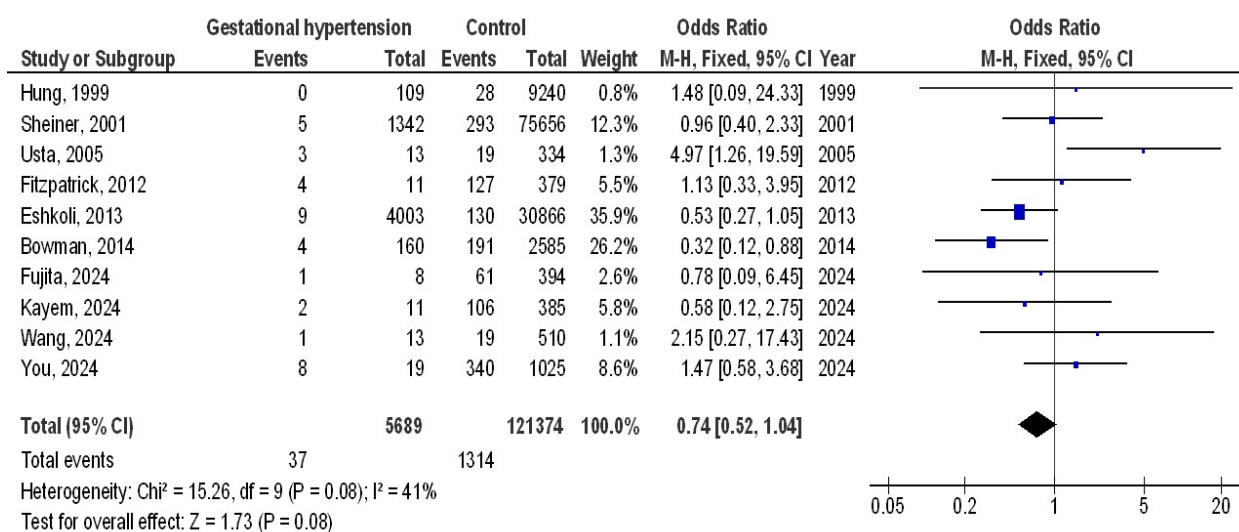 Gestational hypertension Control Odds Ratio Odds Ratio
Study or Subgroup Events Total Events Total Weight M-H, Fixed, 95% CI Year M-H, Fixed, 95% CI
Hung, 1999 0 109 28 9240 0.8% 1.48 [0.09, 24.33] 1999
Sheiner, 2001 5 1342 293 75656 12.3% 0.96 [0.40, 2.33] 2001
Usta, 2005 3 13 19 334 1.3% 4.97 [1.26, 19.59] 2005
Fitzpatrick, 2012 4 11 127 379 5.5% 1.13 [0.33, 3.95] 2012
Eshkoli, 2013 9 4003 130 30866 35.9% 0.53 [0.27, 1.05] 2013
Bowman, 2014 4 160 191 2585 26.2% 0.32 [0.12, 0.88] 2014
Fujita, 2024 1 8 61 394 2.6% 0.78 [0.09, 6.45] 2024
Kayem, 2024 2 11 106 385 5.8% 0.58 [0.12, 2.75] 2024
Wang, 2024 1 13 19 510 1.1% 2.15 [0.27, 17.43] 2024
You, 2024 8 19 340 1025 8.6% 1.47 [0.58, 3.68] 2024
Total (95% CI) 5689 121374 100.0% 0.74 [0.52, 1.04]
Total events 37 1314
Heterogeneity: Chi² = 15.26, df = 9 (P = 0.08); I² = 41%
Test for overall effect: Z = 1.73 (P = 0.08)
0.05 0.2 1 5 20